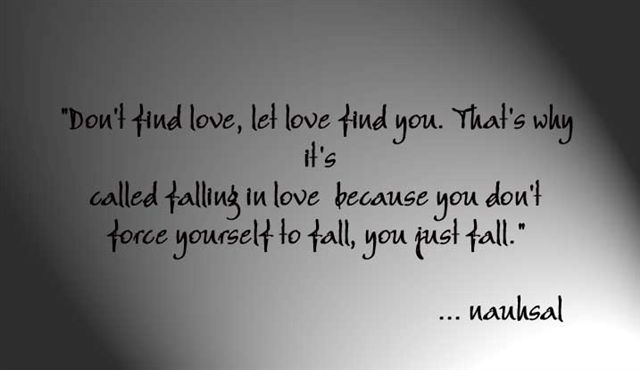 "Don't find love, let love find you. That's why
it's
called falling in love because you don't
force yourself to fall, you just fall."
... nauhsal